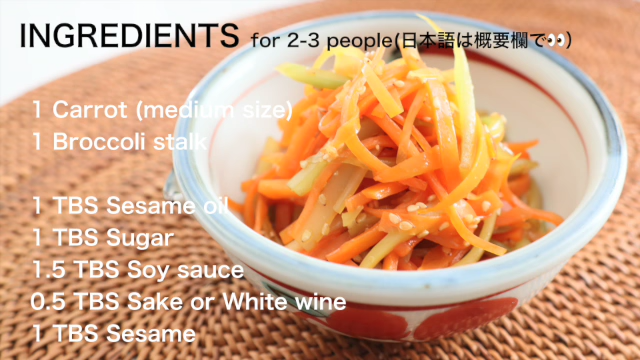 INGREDIENTS for 2-3 people(日本語は概要欄で👀)
1 Carrot (medium size)
1 Broccoli stalk
1 TBS Sesame oil
1 TBS Sugar
1.5 TBS Soy sauce
0.5 TBS Sake or White wine
1 TBS Sesame